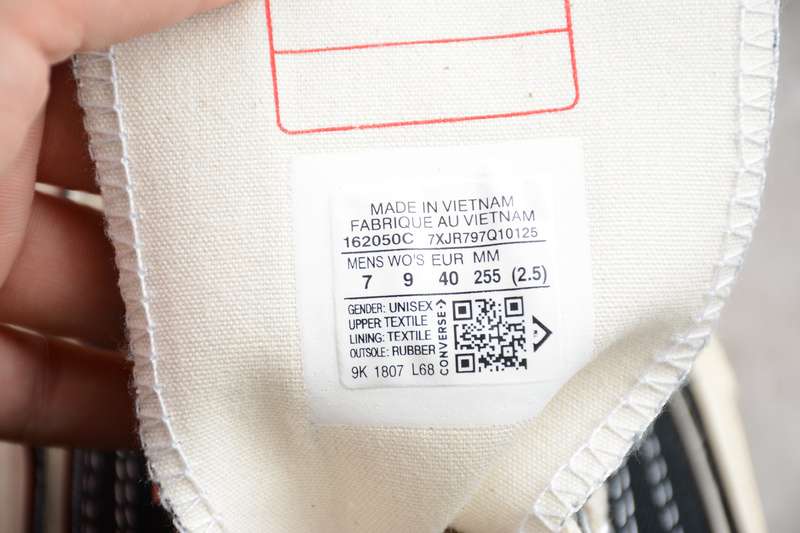 MADE IN VIETNAM
FABRIQUE AU VIETNAM
162050C 7XJR797Q10125
MENS WO'S EUR MM
7 9 40 255 (2.5)
GENDER: UNISEX
UPPER: TEXTILE
LINING: TEXTILE
OUTSOLE: RUBBER
9K 1807 L68
CONVERSE